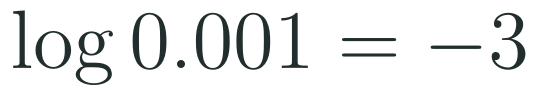 log 0.001 = −3